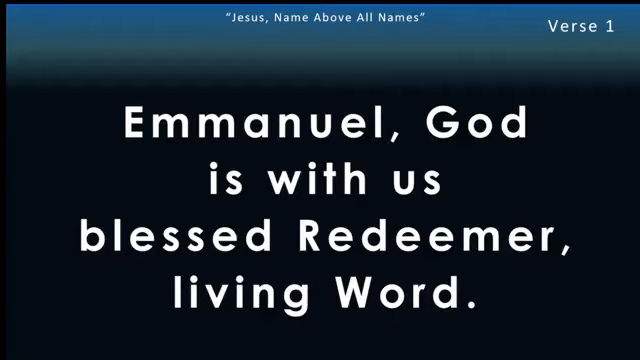 "Jesus, Name Above All Names"
Verse 1
Emmanuel, God
is with us
blessed Redeemer,
living Word.